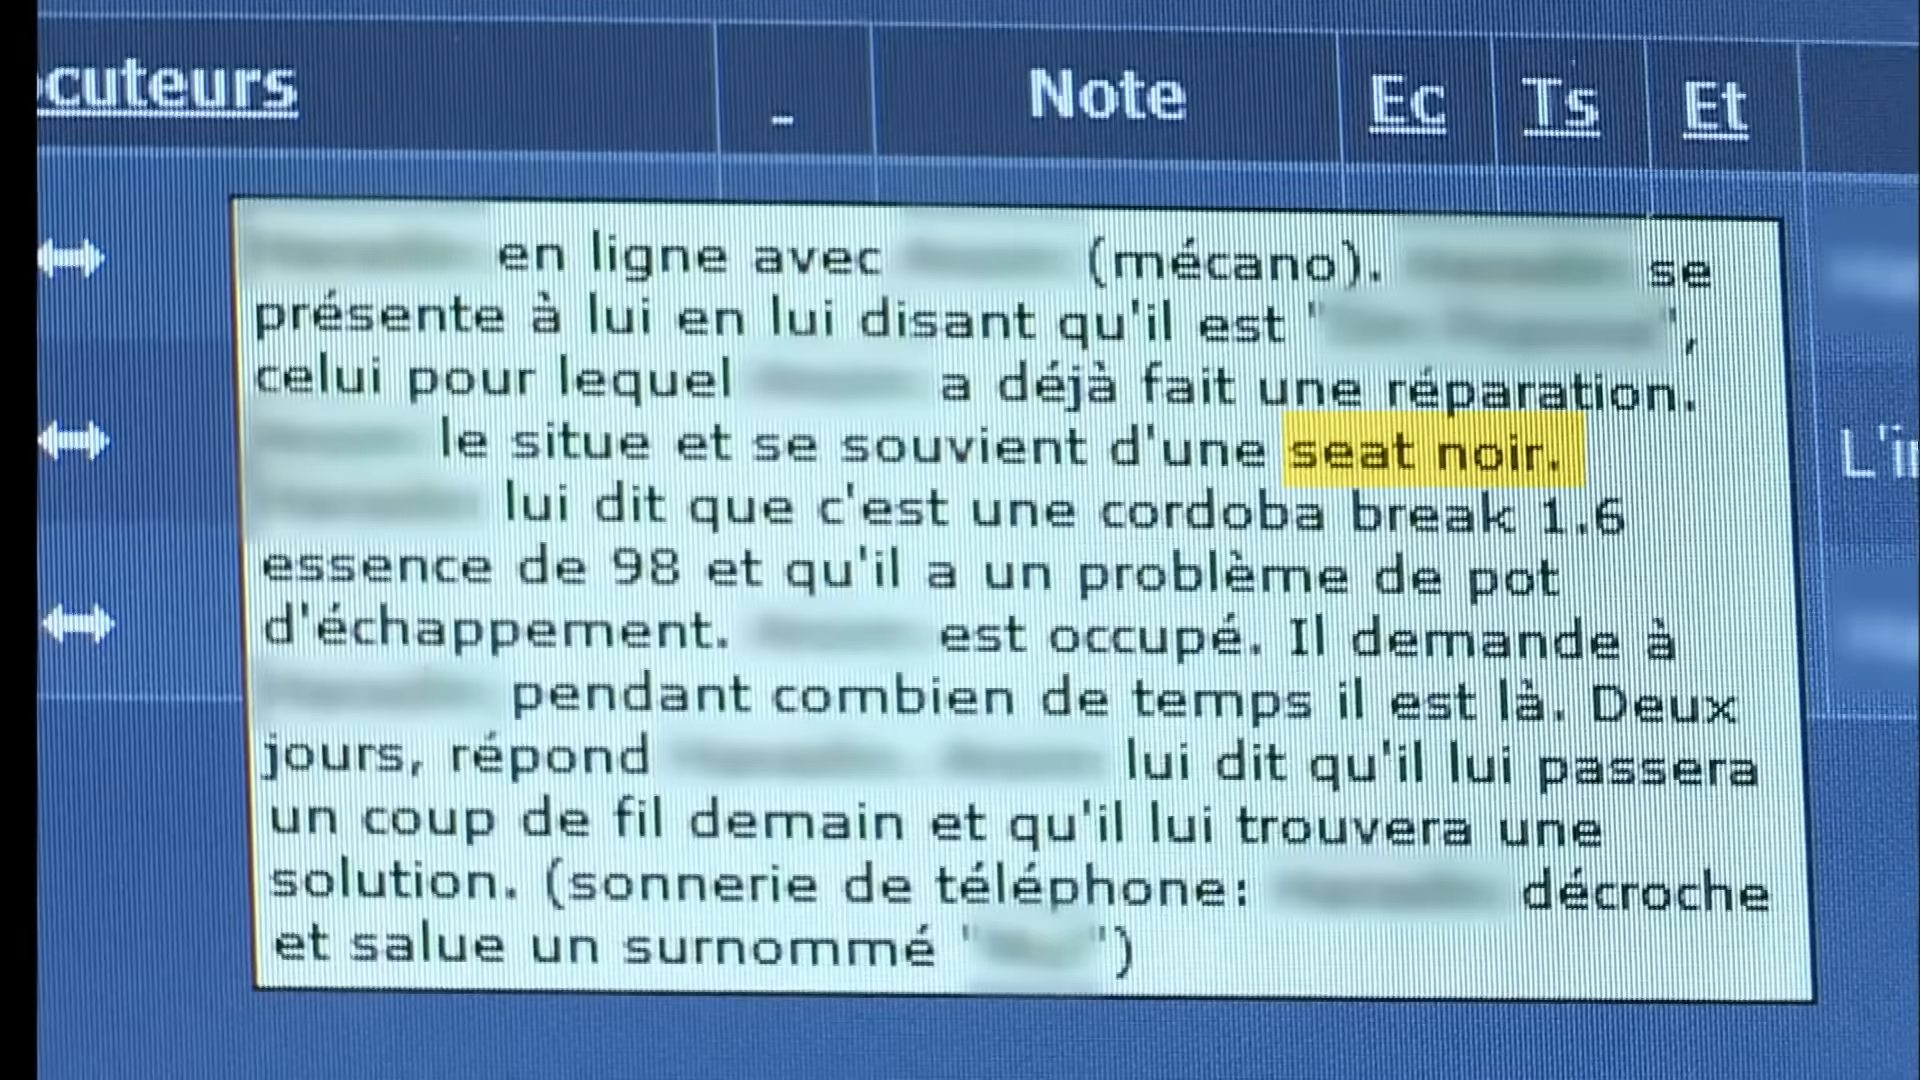 cuteurs - Note Ec Ts Et
en ligne avec (mécano). se
présente à lui en lui disant qu'il est " ",
celui pour lequel a déjà fait une réparation.
le situe et se souvient d'une seat noir.
lui dit que c'est une cordoba break 1.6
essence de 98 et qu'il a un problème de pot
d'échappement. est occupé. Il demande à
pendant combien de temps il est là. Deux
jours, répond lui dit qu'il lui passera
un coup de fil demain et qu'il lui trouvera une
solution. (sonnerie de téléphone: décroche
et salue un surnommé " ")
L'i